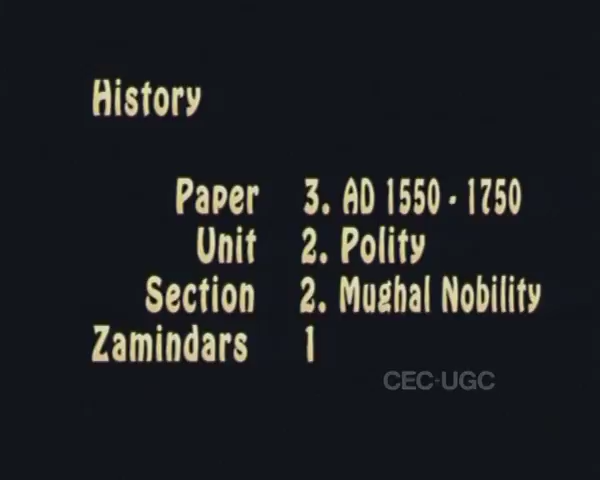 History
Paper 3. AD 1550 - 1750
Unit 2. Polity
Section 2. Mughal Nobility
Zamindars 1
CEC-UGC